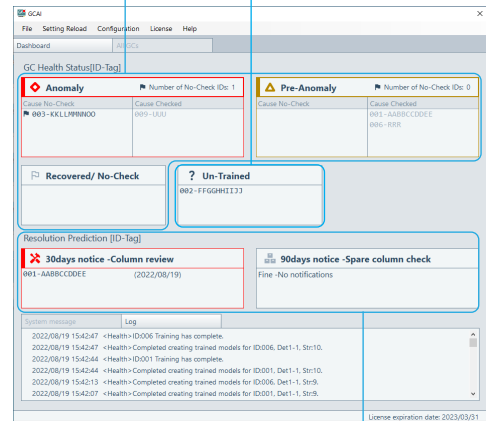 GCAI
File Setting Reload Configuration License Help
Dashboard
GC Health Status[ID-Tag]
Anomaly Number of No-Check IDs: 1
Cause No-Check Cause Checked
003-KKLLMMNNOO 009-UUU
Pre-Anomaly Number of No-Check IDs: 0
Cause No-Check Cause Checked
001-AABBCCDDEE
006-RRR
Recovered/ No-Check
? Un-Trained
002-FFGGHHIIJJ
Resolution Prediction [ID-Tag]
30days notice -Column review
001-AABBCCDDEE (2022/08/19)
90days notice -Spare column check
Fine -No notifications
System message Log
2022/08/19 15:42:47 <Health>ID:006 Training has complete.
2022/08/19 15:42:47 <Health>Completed creating trained models for ID:006, Det1-1, Str:10.
2022/08/19 15:42:44 <Health>ID:001 Training has complete.
2022/08/19 15:42:44 <Health>Completed creating trained models for ID:001, Det1-1, Str:10.
2022/08/19 15:42:13 <Health>Completed creating trained models for ID:006, Det1-1, Str:9.
2022/08/19 15:42:07 <Health>Completed creating trained models for ID:001, Det1-1, Str:9.
License expiration date: 2023/03/31